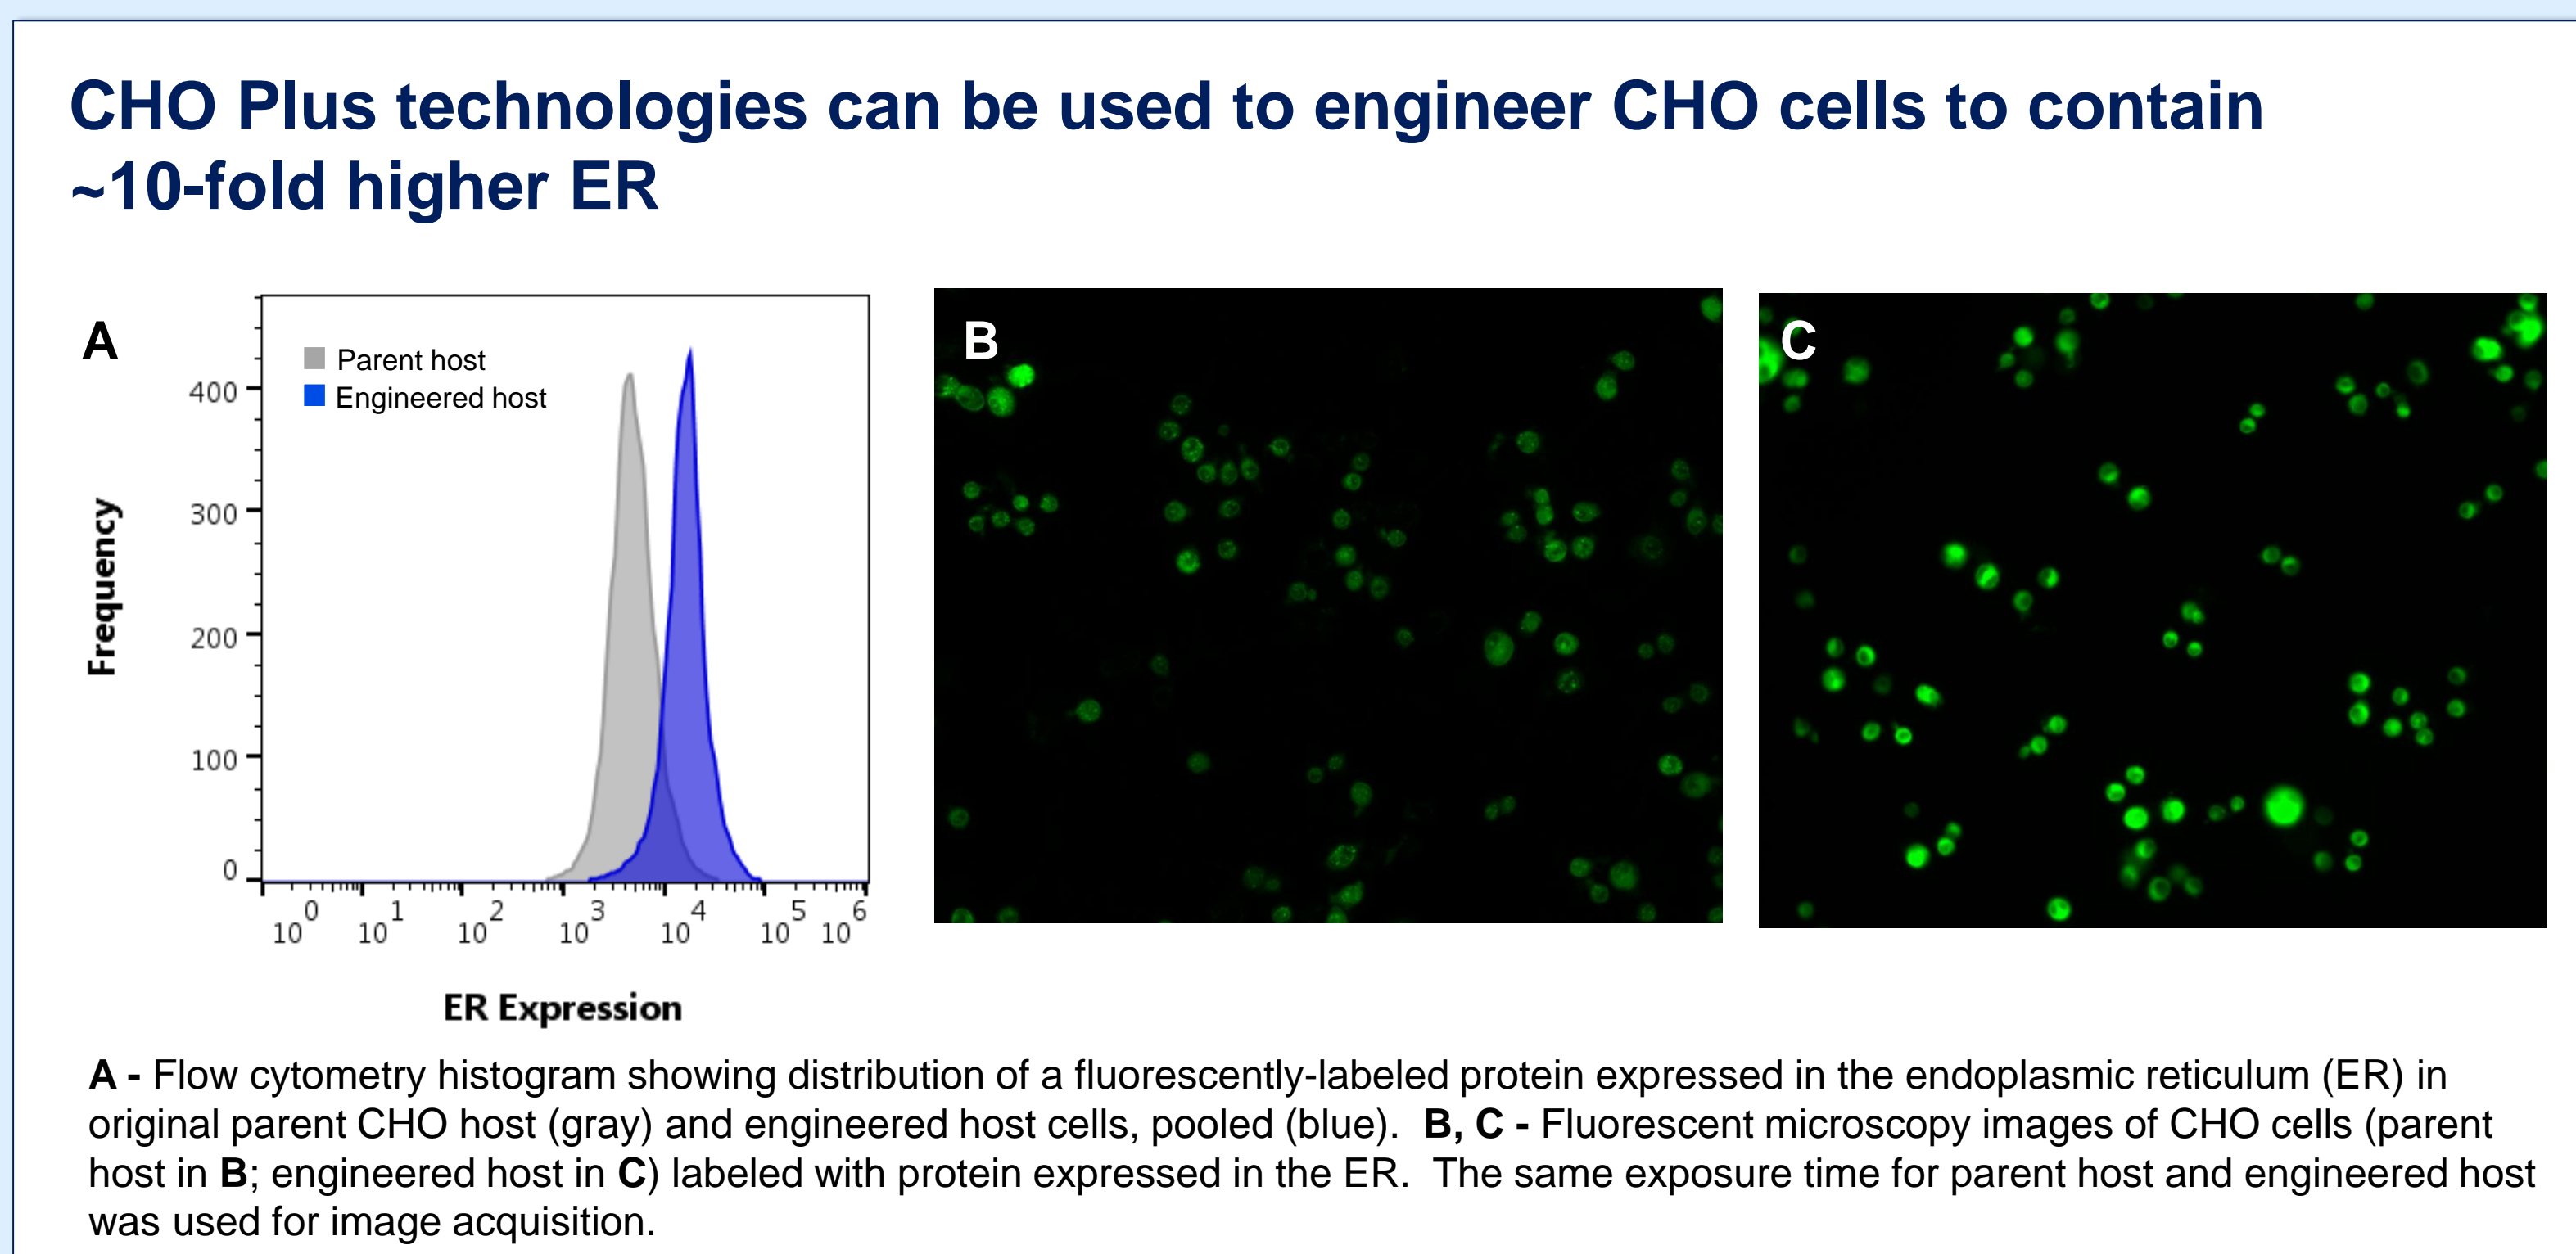 CHO Plus technologies can be used to engineer CHO cells to contain
~10-fold higher ER
A
Parent host
Engineered host
400
300
200
100
0
Frequency
10^0 10^1 10^2 10^3 10^4 10^5 10^6
ER Expression
B
C
A - Flow cytometry histogram showing distribution of a fluorescently-labeled protein expressed in the endoplasmic reticulum (ER) in
original parent CHO host (gray) and engineered host cells, pooled (blue).  B, C - Fluorescent microscopy images of CHO cells (parent
host in B; engineered host in C) labeled with protein expressed in the ER.  The same exposure time for parent host and engineered host
was used for image acquisition.